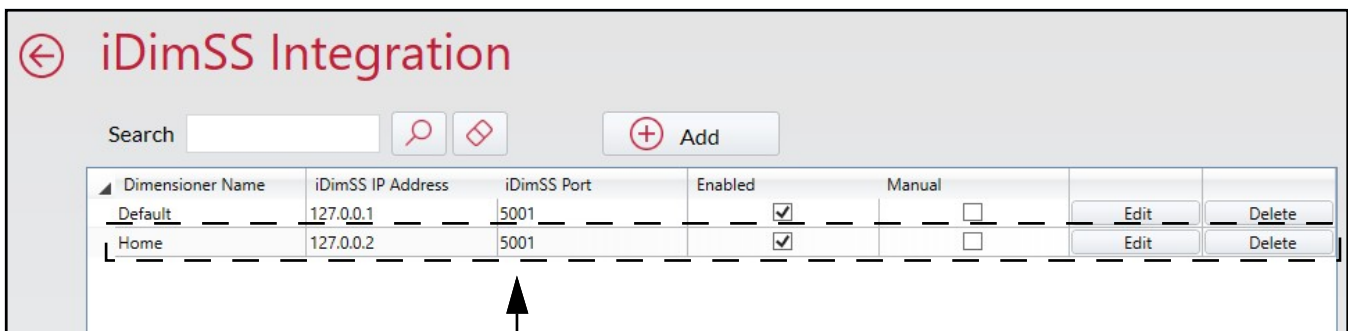 iDimSS Integration
Search Add
Dimensioner Name iDimSS IP Address iDimSS Port Enabled Manual
Default 127.0.0.1 5001 Edit Delete
Home 127.0.0.2 5001 Edit Delete